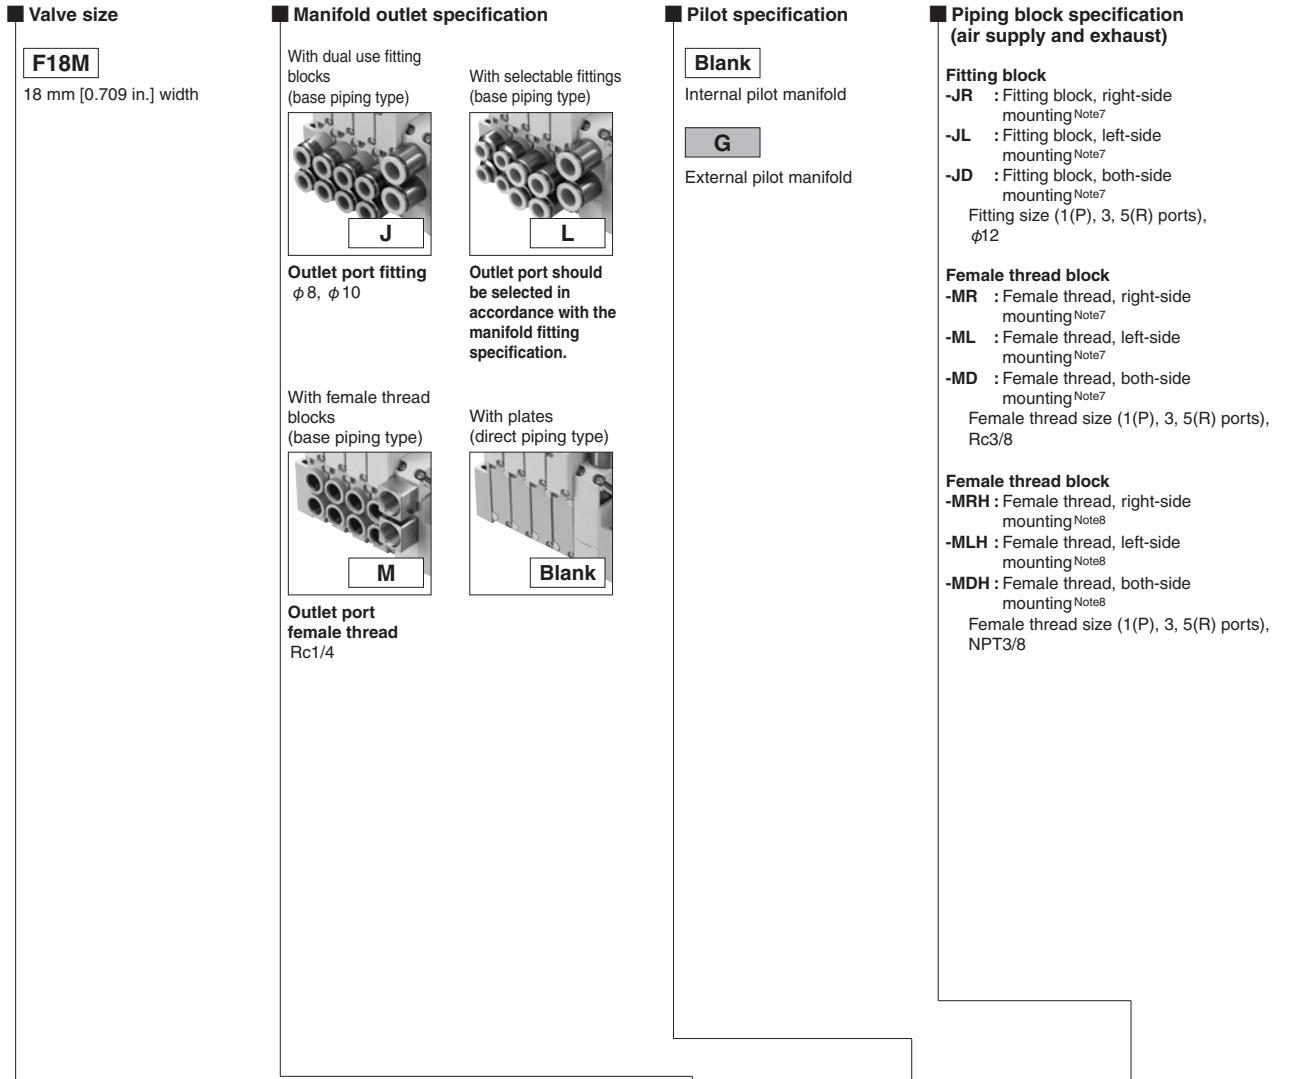 Valve size
F18M
18 mm [0.709 in.] width
Manifold outlet specification
With dual use fitting
blocks
(base piping type)
J
Outlet port fitting
φ8, φ10
With selectable fittings
(base piping type)
L
Outlet port should
be selected in
accordance with the
manifold fitting
specification.
With female thread
blocks
(base piping type)
M
Outlet port
female thread
Rc1/4
With plates
(direct piping type)
Blank
Pilot specification
Blank
Internal pilot manifold
G
External pilot manifold
Piping block specification
(air supply and exhaust)
Fitting block
-JR : Fitting block, right-side
mounting Note7
-JL : Fitting block, left-side
mounting Note7
-JD : Fitting block, both-side
mounting Note7
Fitting size (1(P), 3, 5(R) ports),
φ12
Female thread block
-MR : Female thread, right-side
mounting Note7
-ML : Female thread, left-side
mounting Note7
-MD : Female thread, both-side
mounting Note7
Female thread size (1(P), 3, 5(R) ports),
Rc3/8
Female thread block
-MRH : Female thread, right-side
mounting Note8
-MLH : Female thread, left-side
mounting Note8
-MDH : Female thread, both-side
mounting Note8
Female thread size (1(P), 3, 5(R) ports),
NPT3/8